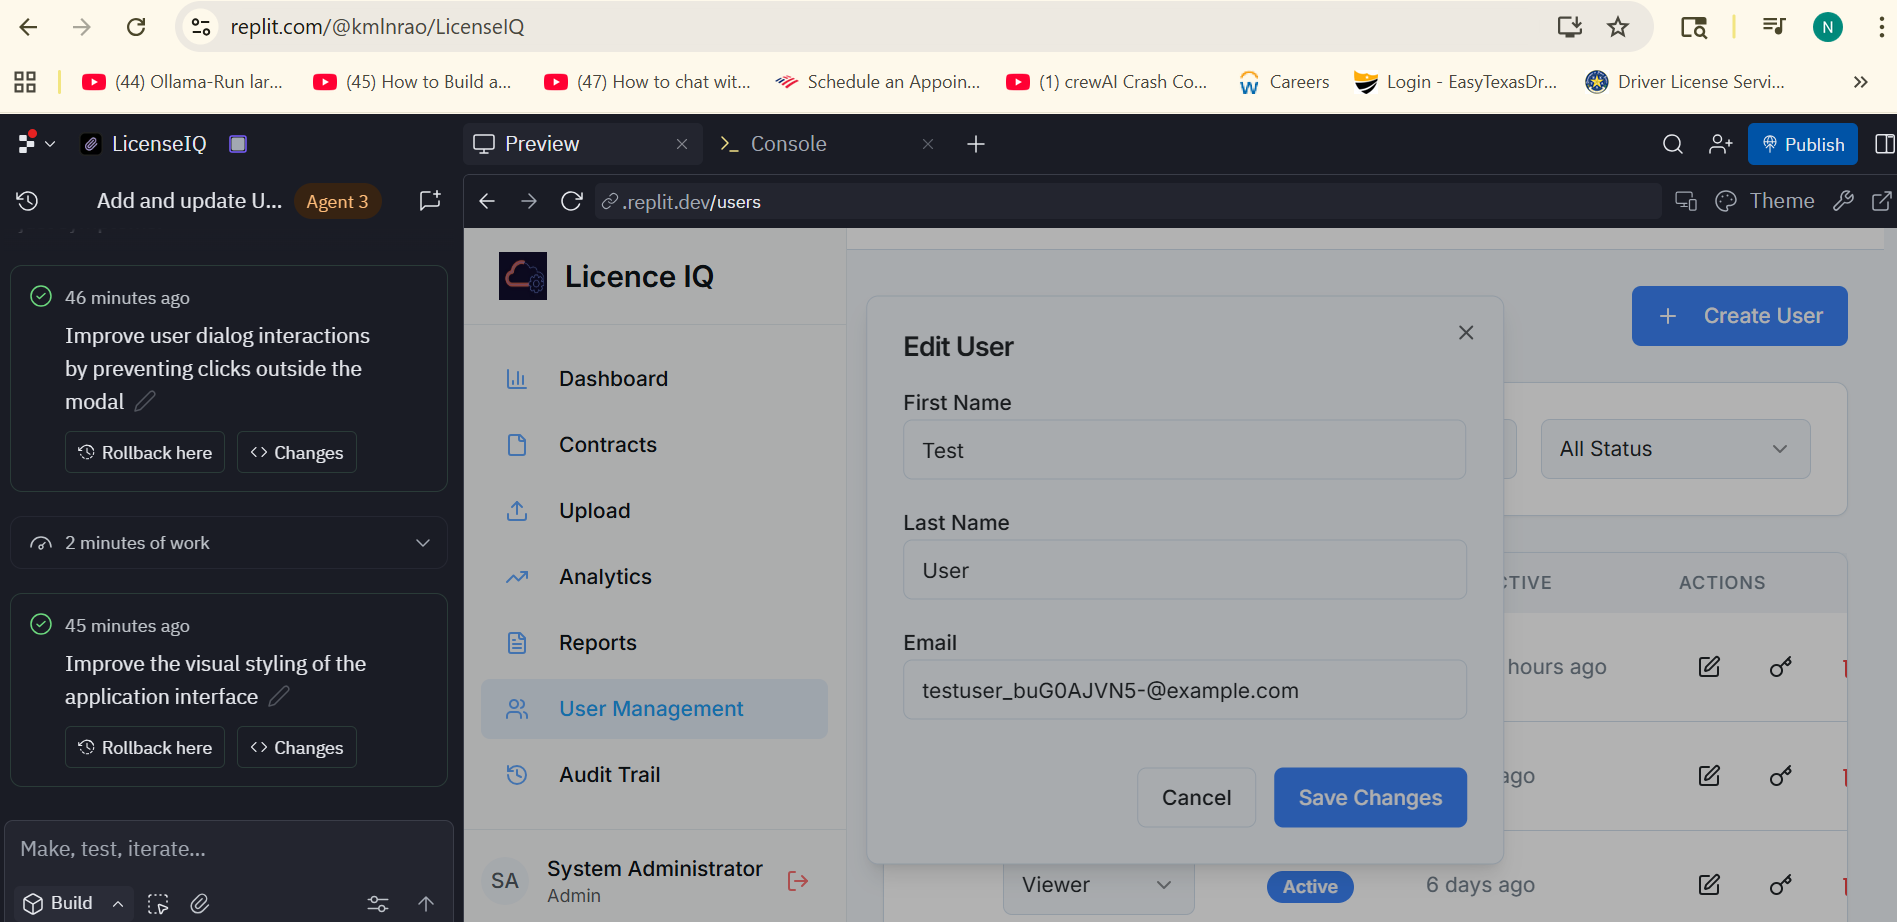 replit.com/@kmlnrao/LicenseIQ
N
(44) Ollama-Run lar...
(45) How to Build a...
(47) How to chat wit...
Schedule an Appoin...
(1) crewAI Crash Co...
Careers
Login - EasyTexasDr...
Driver License Servi...
LicenseIQ
Preview
Console
Publish
Add and update U...
Agent 3
.replit.dev/users
Theme
46 minutes ago
Improve user dialog interactions
by preventing clicks outside the
modal
Rollback here
Changes
2 minutes of work
45 minutes ago
Improve the visual styling of the
application interface
Rollback here
Changes
Make, test, iterate...
Build
Licence IQ
Dashboard
Contracts
Upload
Analytics
Reports
User Management
Audit Trail
SA
System Administrator
Admin
Create User
All Status
Edit User
First Name
Test
Last Name
User
Email
testuser_buG0AJVN5-@example.com
Cancel
Save Changes
CTIVE
ACTIONS
hours ago
ago
Viewer
Active
6 days ago